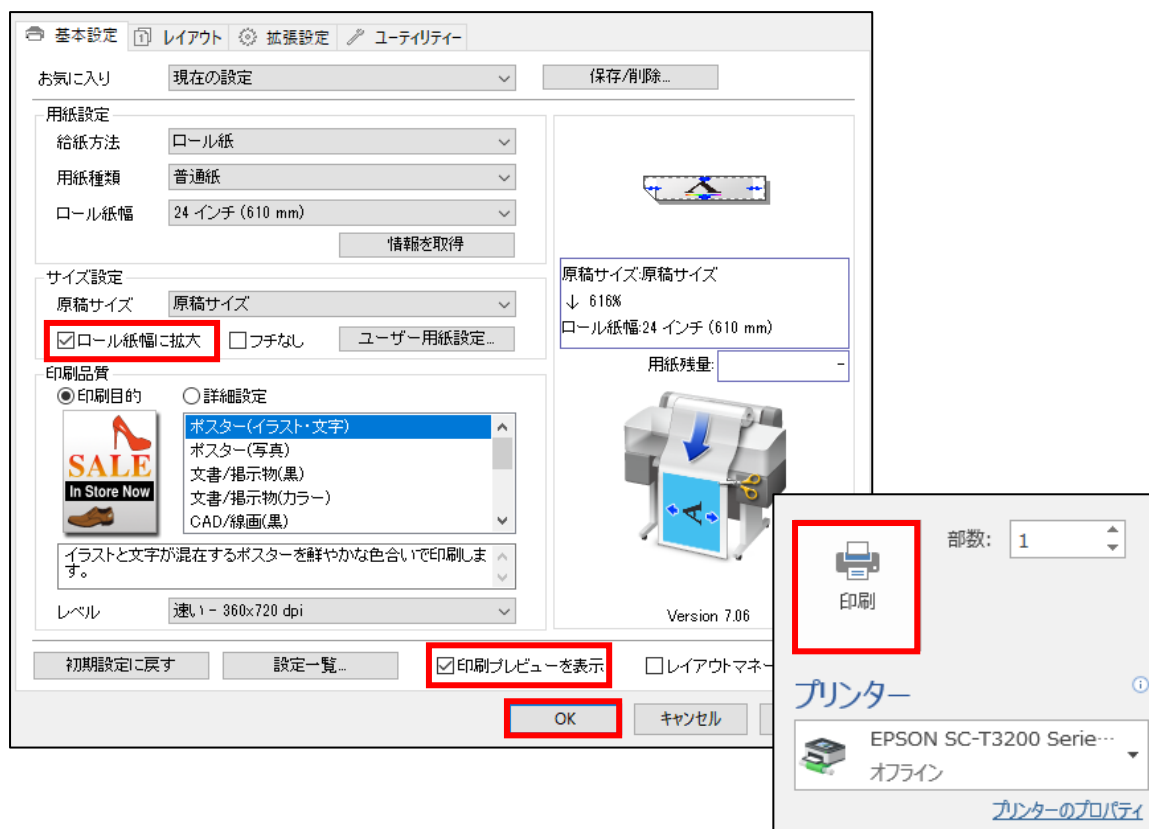 基本設定 レイアウト 拡張設定 ユーティリティー
お気に入り 現在の設定 保存/削除...
用紙設定
給紙方法 ロール紙
用紙種類 普通紙
ロール紙幅 24 インチ (610 mm)
情報を取得
サイズ設定
原稿サイズ 原稿サイズ
ロール紙幅に拡大 フチなし ユーザー用紙設定...
印刷品質
印刷目的 詳細設定
SALE
In Store Now
ポスター(イラスト・文字)
ポスター(写真)
文書/掲示物(黒)
文書/掲示物(カラー)
CAD/線画(黒)
イラストと文字が混在するポスターを鮮やかな色合いで印刷しま
す。
レベル 速い - 360x720 dpi
原稿サイズ:原稿サイズ
↓ 616%
ロール紙幅:24 インチ (610 mm)
用紙残量: -
A
Version 7.06
初期設定に戻す 設定一覧... 印刷プレビューを表示 レイアウトマネー
OK キャンセル
部数: 1
印刷
プリンター
EPSON SC-T3200 Serie...
オフライン
プリンターのプロパティ